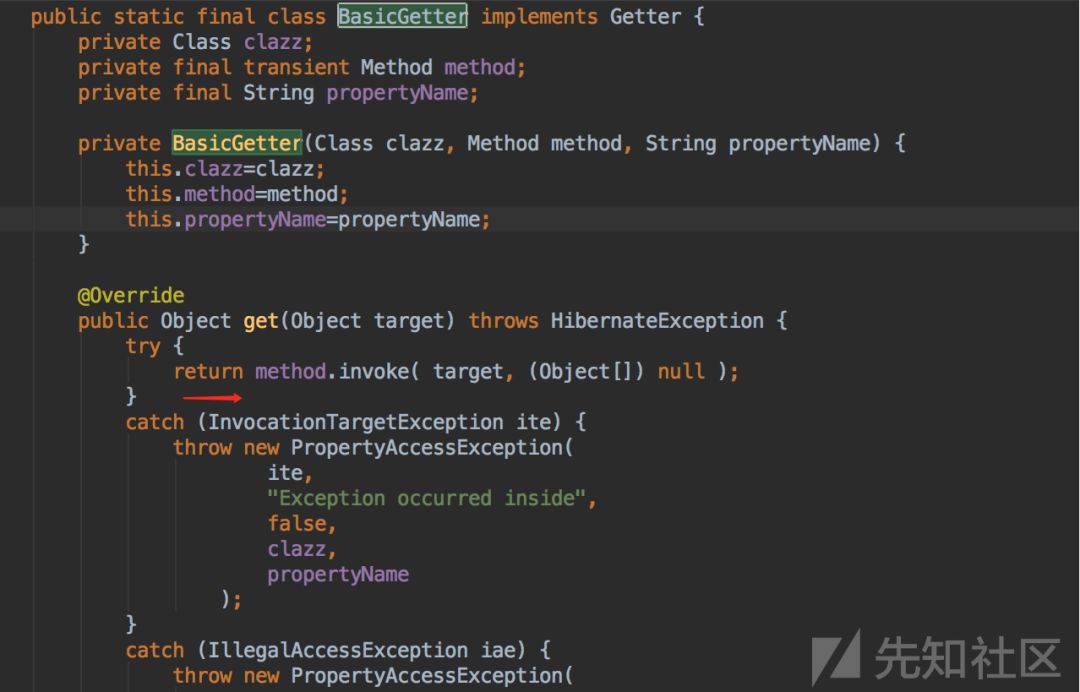 public static final class BasicGetter implements Getter {
private Class clazz;
private final transient Method method;
private final String propertyName;
private BasicGetter(Class clazz, Method method, String propertyName) {
this.clazz=clazz;
this.method=method;
this.propertyName=propertyName;
}
@Override
public Object get(Object target) throws HibernateException {
try {
return method.invoke( target, (Object[]) null );
}
catch (InvocationTargetException ite) {
throw new PropertyAccessException(
ite,
"Exception occurred inside",
false,
clazz,
propertyName
);
}
catch (IllegalAccessException iae) {
throw new PropertyAccessException(
先知社区